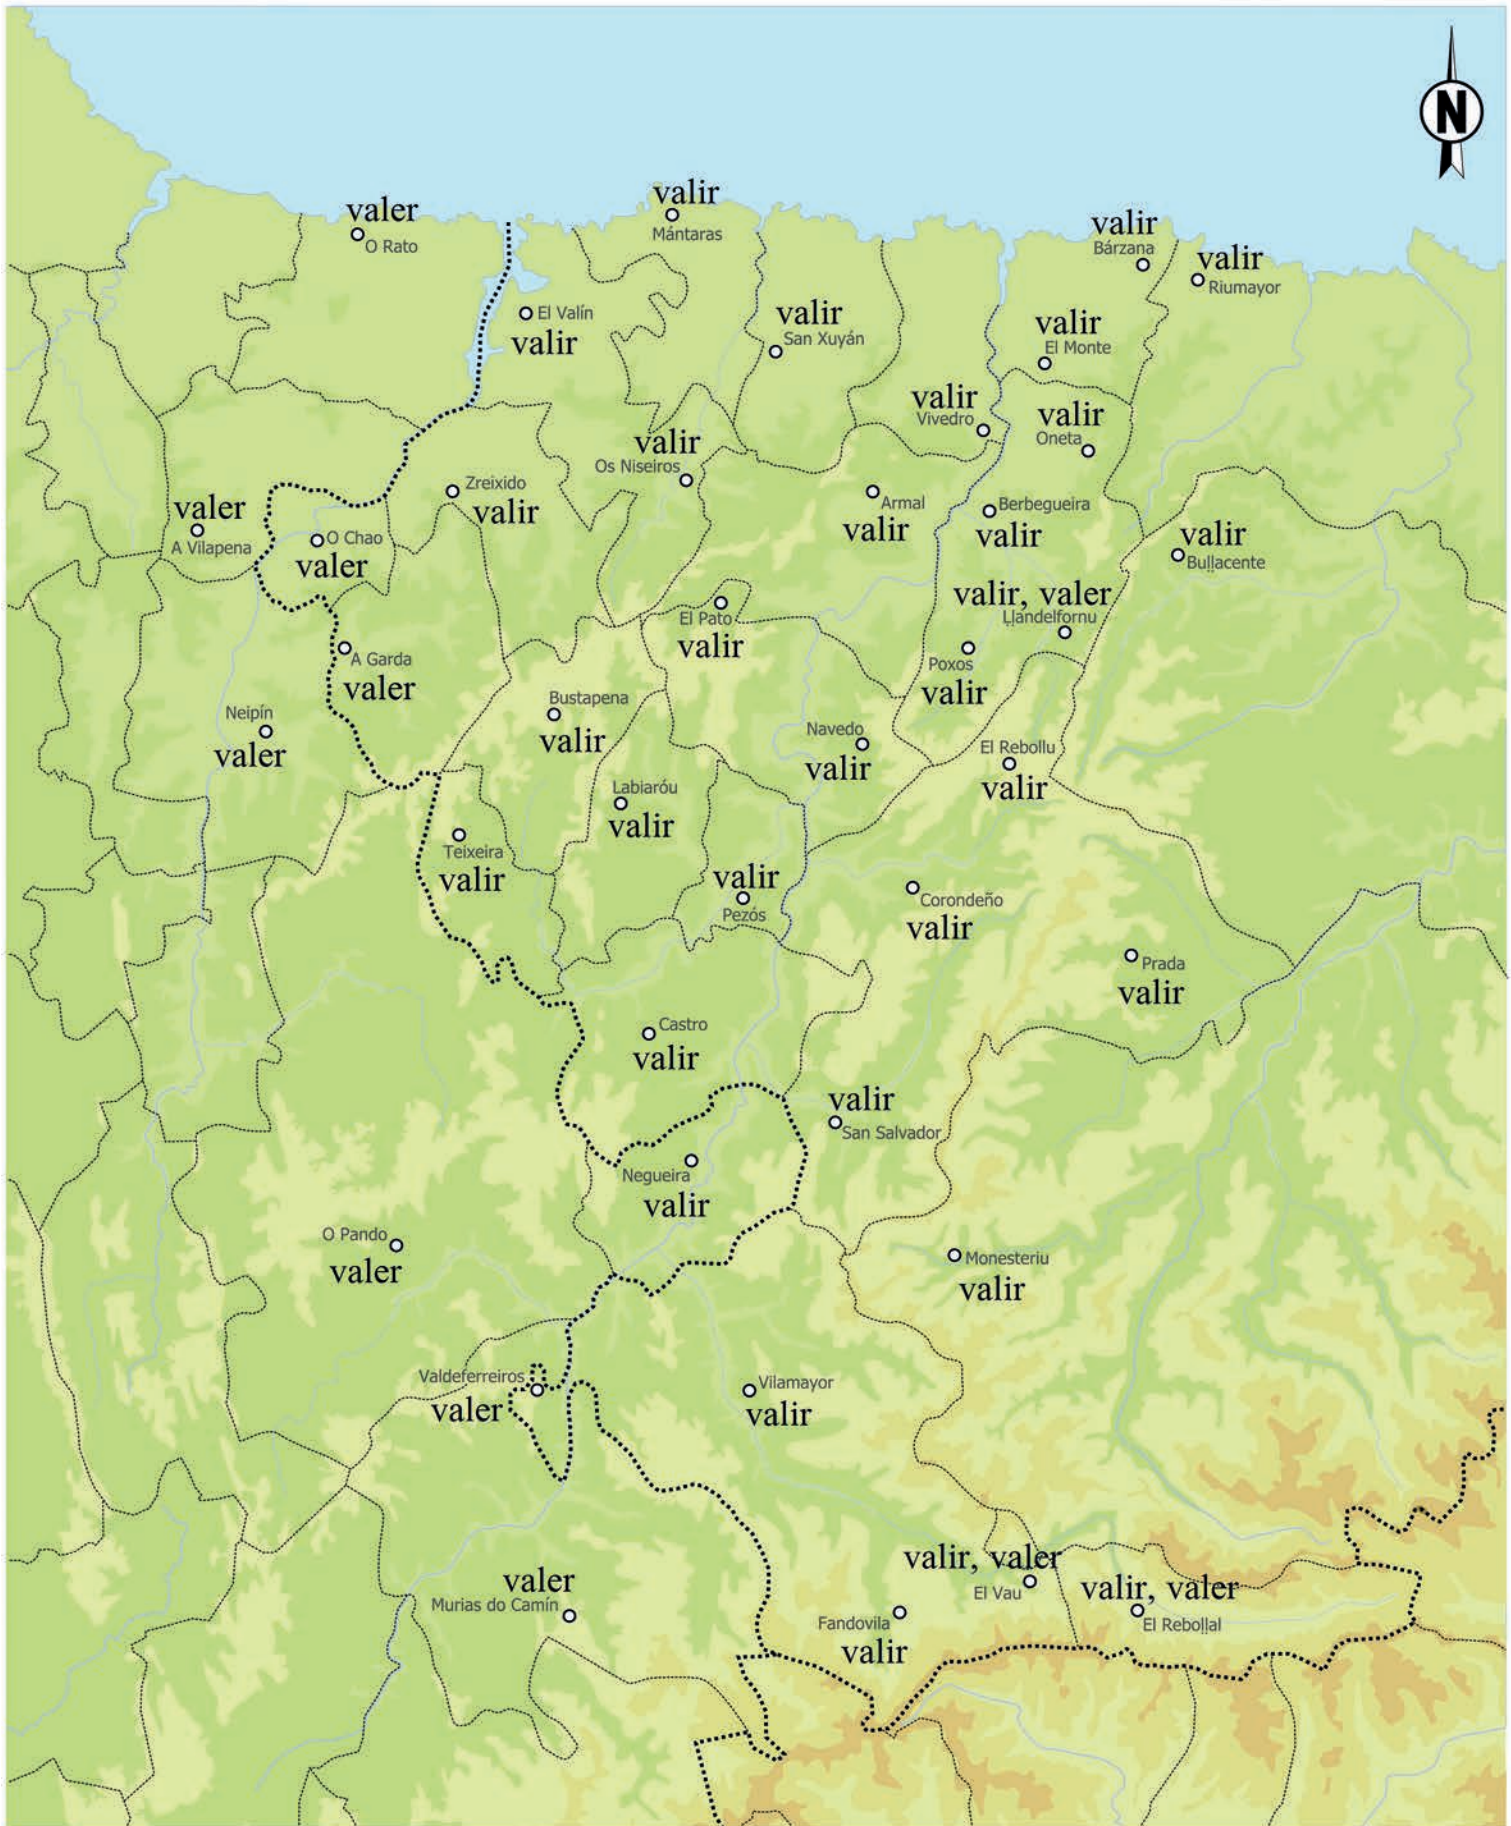 N
valir
Mántaras
valer
O Rato
valir
Bárzana
valir
Riumayor
El Valín
valir
valir
San Xuyán
valir
El Monte
valir
Vivedro
valir
Oneta
valir
Os Niseiros
Zreixido
valir
Armal
valir
Berbegueira
valir
valer
A Vilapena
O Chao
valer
valir
Buḷḷacente
valir, valer
Ḷḷandelfornu
El Pato
valir
A Garda
valer
Poxos
valir
Bustapena
valir
Neipín
valer
Navedo
valir
El Rebollu
valir
Labiaróu
valir
Teixeira
valir
valir
Pezós
Corondeño
valir
Prada
valir
Castro
valir
valir
San Salvador
Negueira
valir
O Pando
valer
Monesteriu
valir
Valdeferreiros
valer
Vilamayor
valir
valir, valer
El Vau
valer
Murias do Camín
valir, valer
El Reboḷḷal
Fandovila
valir